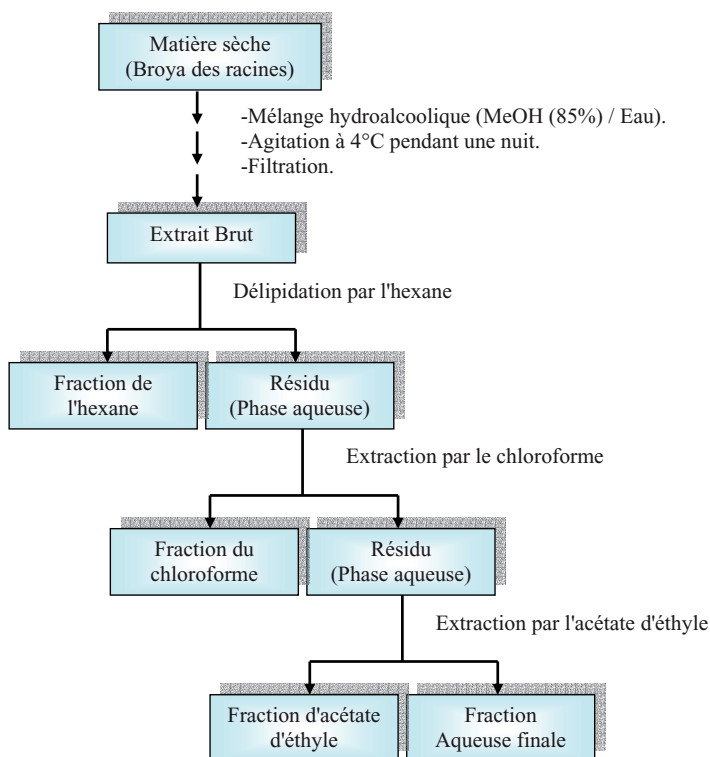 Matière sèche
(Broya des racines)
-Mélange hydroalcoolique (MeOH (85%) / Eau).
-Agitation à 4°C pendant une nuit.
-Filtration.
Extrait Brut
Délipidation par l'hexane
Fraction de
l'hexane
Résidu
(Phase aqueuse)
Extraction par le chloroforme
Fraction du
chloroforme
Résidu
(Phase aqueuse)
Extraction par l'acétate d'éthyle
Fraction d'acétate
d'éthyle
Fraction
Aqueuse finale